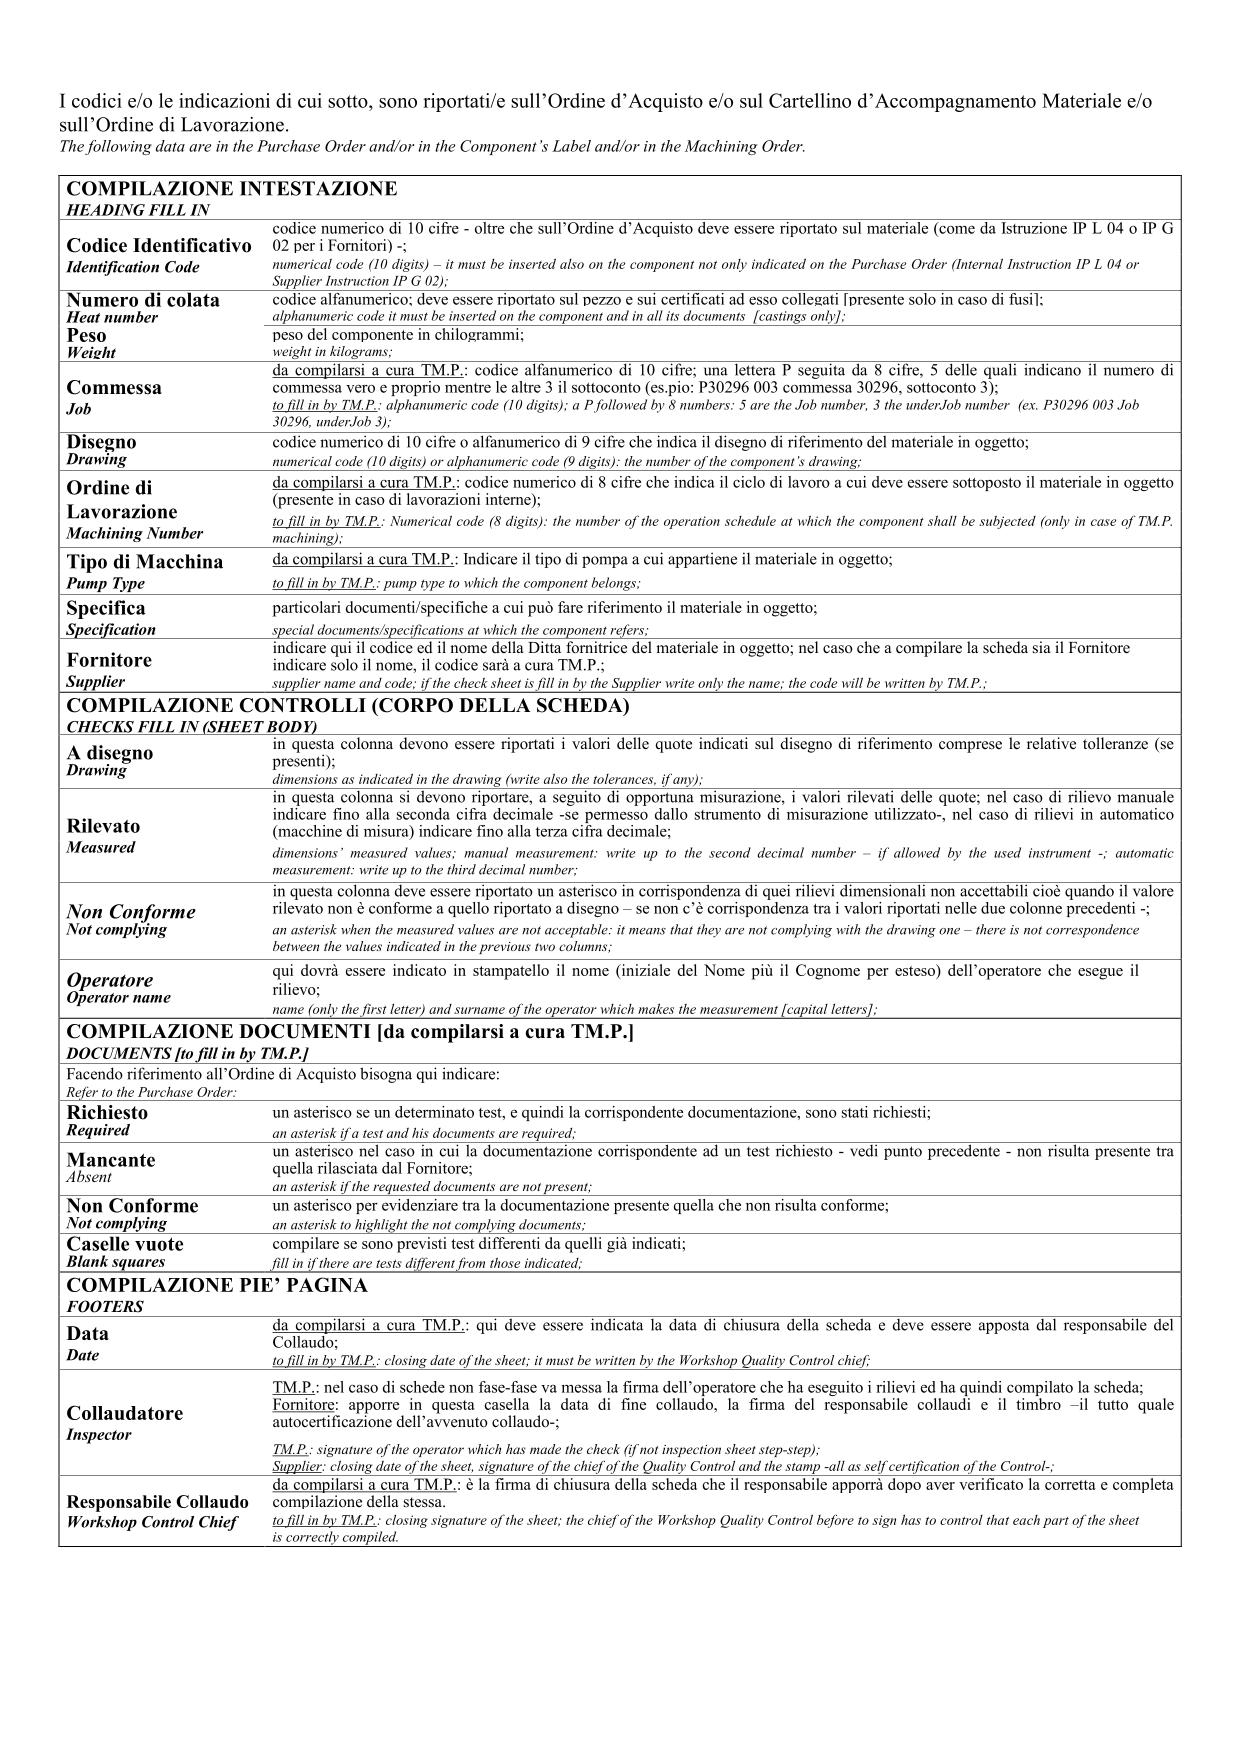 I codici e/o le indicazioni di cui sotto, sono riportati/e sull'Ordine d'Acquisto e/o sul Cartellino d'Accompagnamento Materiale e/o
sull'Ordine di Lavorazione.
The following data are in the Purchase Order and/or in the Component's Label and/or in the Machining Order.
COMPILAZIONE INTESTAZIONE
HEADING FILL IN
Codice Identificativo
Identification Code
codice numerico di 10 cifre - oltre che sull'Ordine d'Acquisto deve essere riportato sul materiale (come da Istruzione IP L 04 o IP G
02 per i Fornitori) -;
numerical code (10 digits) – it must be inserted also on the component not only indicated on the Purchase Order (Internal Instruction IP L 04 or
Supplier Instruction IP G 02);
Numero di colata
Heat number
codice alfanumerico; deve essere riportato sul pezzo e sui certificati ad esso collegati [presente solo in caso di fusi];
alphanumeric code it must be inserted on the component and in all its documents [castings only];
Peso
Weight
peso del componente in chilogrammi;
weight in kilograms;
Commessa
Job
da compilarsi a cura TM.P.: codice alfanumerico di 10 cifre; una lettera P seguita da 8 cifre, 5 delle quali indicano il numero di
commessa vero e proprio mentre le altre 3 il sottoconto (es.pio: P30296 003 commessa 30296, sottoconto 3);
to fill in by TM.P.: alphanumeric code (10 digits); a P followed by 8 numbers: 5 are the Job number, 3 the underJob number (ex. P30296 003 Job
30296, underJob 3);
Disegno
Drawing
codice numerico di 10 cifre o alfanumerico di 9 cifre che indica il disegno di riferimento del materiale in oggetto;
numerical code (10 digits) or alphanumeric code (9 digits): the number of the component's drawing;
Ordine di
Lavorazione
Machining Number
da compilarsi a cura TM.P.: codice numerico di 8 cifre che indica il ciclo di lavoro a cui deve essere sottoposto il materiale in oggetto
(presente in caso di lavorazioni interne);
to fill in by TM.P.: Numerical code (8 digits): the number of the operation schedule at which the component shall be subjected (only in case of TM.P.
machining);
Tipo di Macchina
Pump Type
da compilarsi a cura TM.P.: Indicare il tipo di pompa a cui appartiene il materiale in oggetto;
to fill in by TM.P.: pump type to which the component belongs;
Specifica
Specification
particolari documenti/specifiche a cui può fare riferimento il materiale in oggetto;
special documents/specifications at which the component refers;
Fornitore
Supplier
indicare qui il codice ed il nome della Ditta fornitrice del materiale in oggetto; nel caso che a compilare la scheda sia il Fornitore
indicare solo il nome, il codice sarà a cura TM.P.;
supplier name and code; if the check sheet is fill in by the Supplier write only the name; the code will be written by TM.P.;
COMPILAZIONE CONTROLLI (CORPO DELLA SCHEDA)
CHECKS FILL IN (SHEET BODY)
A disegno
Drawing
in questa colonna devono essere riportati i valori delle quote indicati sul disegno di riferimento comprese le relative tolleranze (se
presenti);
dimensions as indicated in the drawing (write also the tolerances, if any);
Rilevato
Measured
in questa colonna si devono riportare, a seguito di opportuna misurazione, i valori rilevati delle quote; nel caso di rilievo manuale
indicare fino alla seconda cifra decimale -se permesso dallo strumento di misurazione utilizzato-, nel caso di rilievi in automatico
(macchine di misura) indicare fino alla terza cifra decimale;
dimensions' measured values; manual measurement: write up to the second decimal number – if allowed by the used instrument -; automatic
measurement: write up to the third decimal number;
Non Conforme
Not complying
in questa colonna deve essere riportato un asterisco in corrispondenza di quei rilievi dimensionali non accettabili cioè quando il valore
rilevato non è conforme a quello riportato a disegno – se non c'è corrispondenza tra i valori riportati nelle due colonne precedenti -;
an asterisk when the measured values are not acceptable: it means that they are not complying with the drawing one – there is not correspondence
between the values indicated in the previous two columns;
Operatore
Operator name
qui dovrà essere indicato in stampatello il nome (iniziale del Nome più il Cognome per esteso) dell'operatore che esegue il
rilievo;
name (only the first letter) and surname of the operator which makes the measurement [capital letters];
COMPILAZIONE DOCUMENTI [da compilarsi a cura TM.P.]
DOCUMENTS [to fill in by TM.P.]
Facendo riferimento all'Ordine di Acquisto bisogna qui indicare:
Refer to the Purchase Order:
Richiesto
Required
un asterisco se un determinato test, e quindi la corrispondente documentazione, sono stati richiesti;
an asterisk if a test and his documents are required;
Mancante
Absent
un asterisco nel caso in cui la documentazione corrispondente ad un test richiesto - vedi punto precedente - non risulta presente tra
quella rilasciata dal Fornitore;
an asterisk if the requested documents are not present;
Non Conforme
Not complying
un asterisco per evidenziare tra la documentazione presente quella che non risulta conforme;
an asterisk to highlight the not complying documents;
Caselle vuote
Blank squares
compilare se sono previsti test differenti da quelli già indicati;
fill in if there are tests different from those indicated;
COMPILAZIONE PIE' PAGINA
FOOTERS
Data
Date
da compilarsi a cura TM.P.: qui deve essere indicata la data di chiusura della scheda e deve essere apposta dal responsabile del
Collaudo;
to fill in by TM.P.: closing date of the sheet; it must be written by the Workshop Quality Control chief;
Collaudatore
Inspector
TM.P.: nel caso di schede non fase-fase va messa la firma dell'operatore che ha eseguito i rilievi ed ha quindi compilato la scheda;
Fornitore: apporre in questa casella la data di fine collaudo, la firma del responsabile collaudi e il timbro –il tutto quale
autocertificazione dell'avvenuto collaudo-;
TM.P.: signature of the operator which has made the check (if not inspection sheet step-step);
Supplier: closing date of the sheet, signature of the chief of the Quality Control and the stamp -all as self certification of the Control-;
Responsabile Collaudo
Workshop Control Chief
da compilarsi a cura TM.P.: è la firma di chiusura della scheda che il responsabile apporrà dopo aver verificato la corretta e completa
compilazione della stessa.
to fill in by TM.P.: closing signature of the sheet; the chief of the Workshop Quality Control before to sign has to control that each part of the sheet
is correctly compiled.